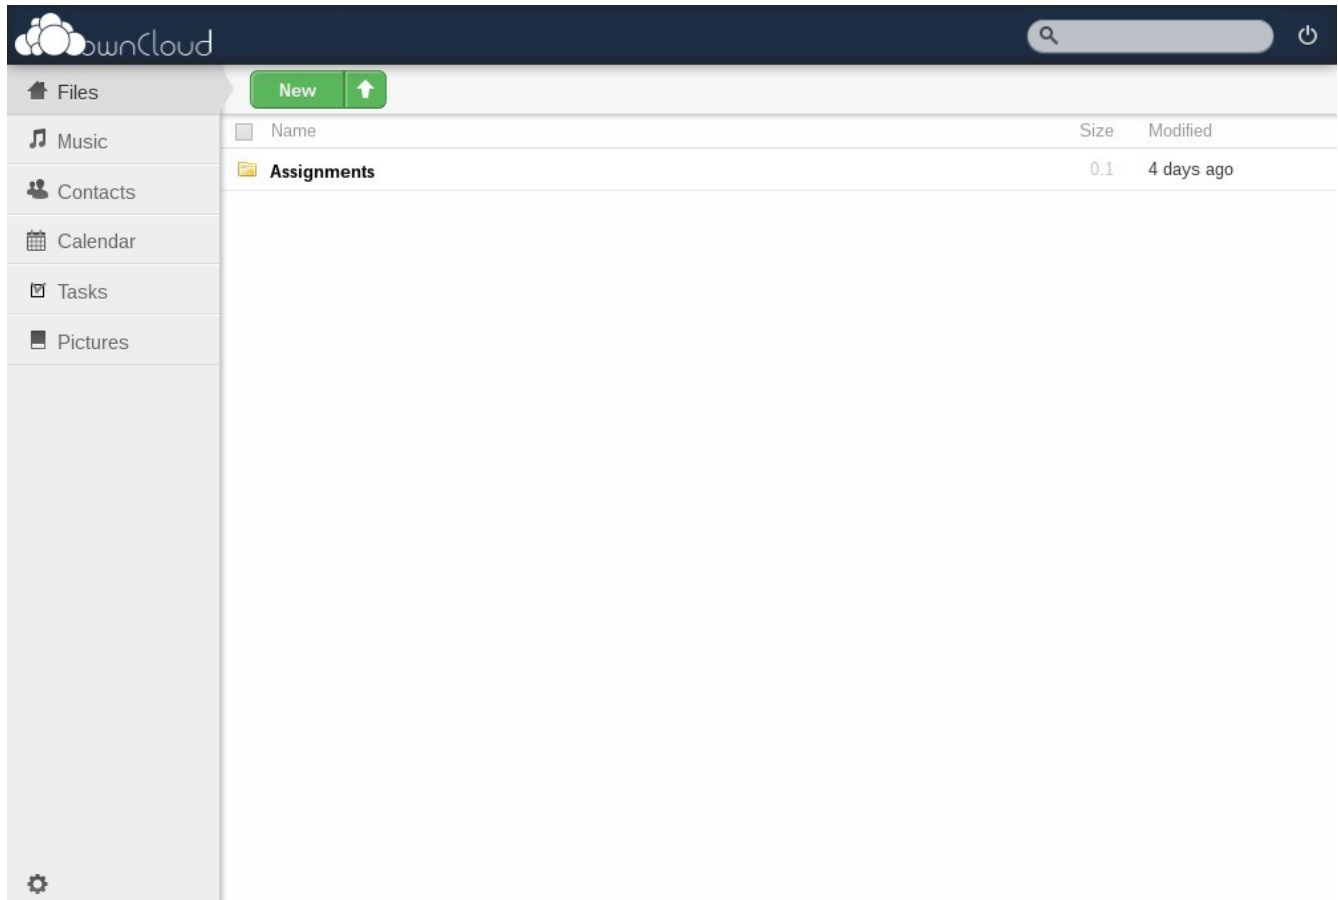 ownCloud
Files
New
Music
Name Size Modified
Assignments 0.1 4 days ago
Contacts
Calendar
Tasks
Pictures